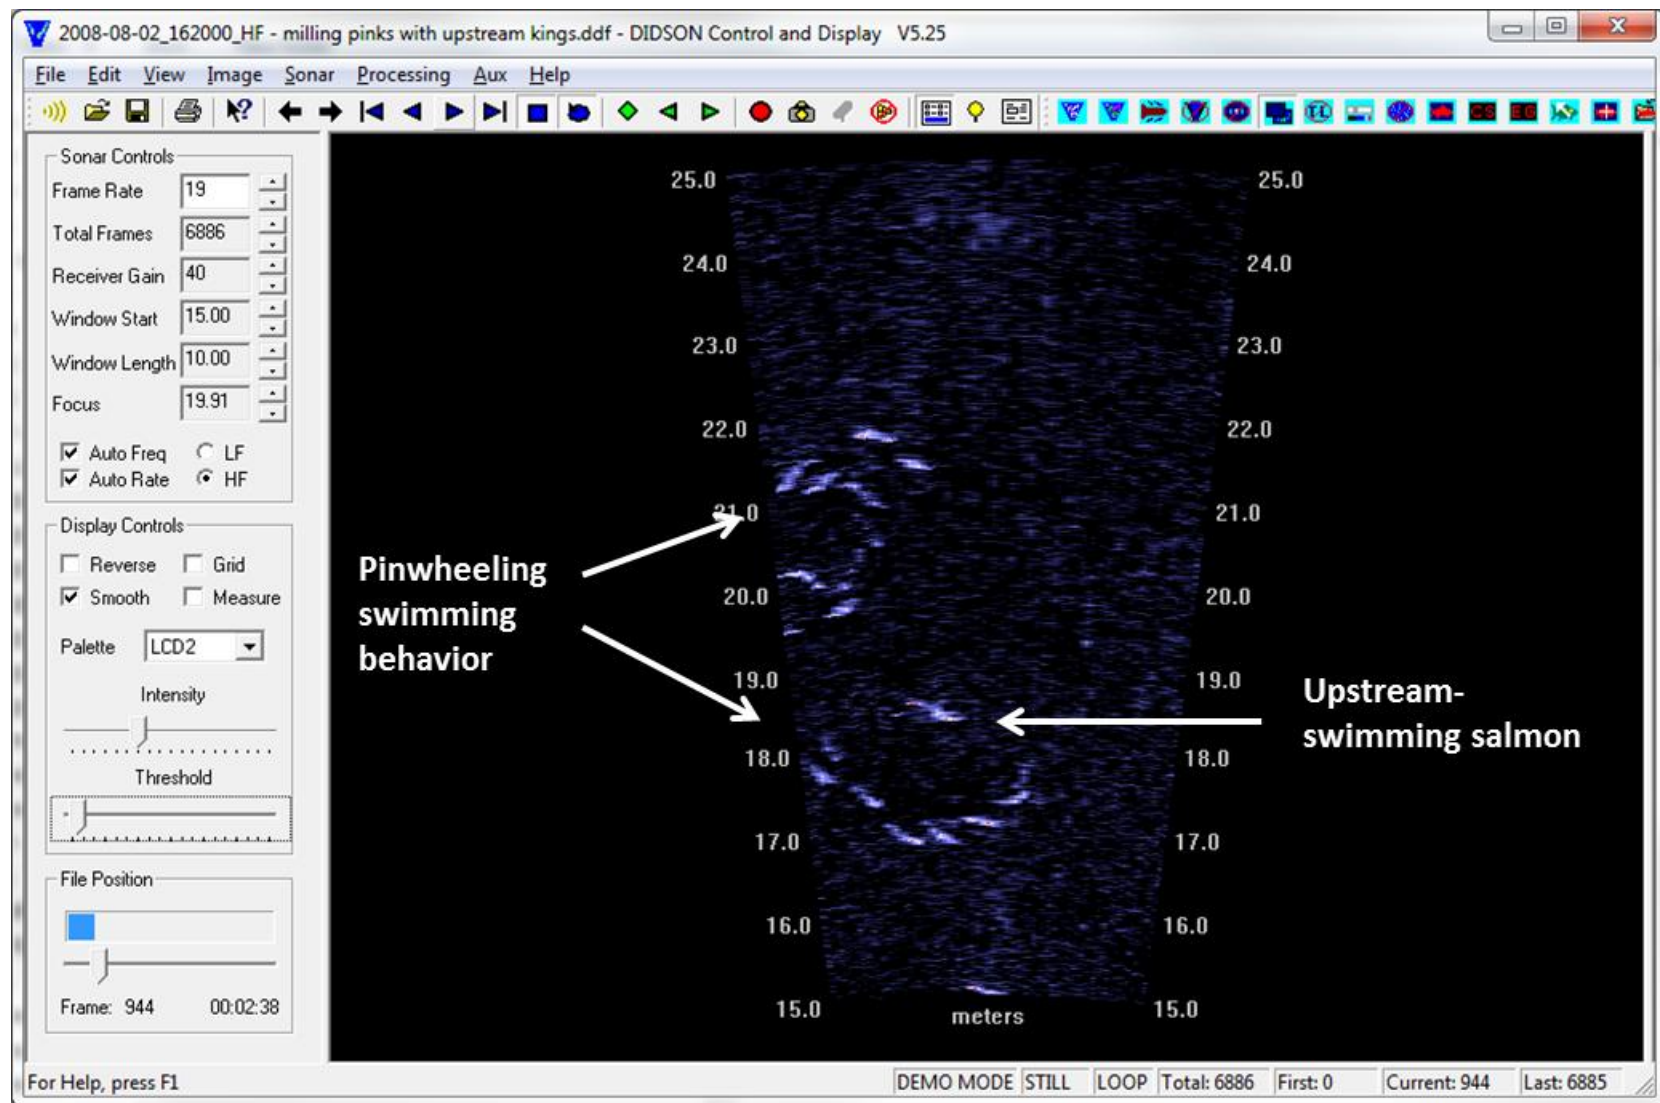 2008-08-02_162000_HF - milling pinks with upstream kings.ddf - DIDSON Control and Display V5.25
File Edit View Image Sonar Processing Aux Help
Sonar Controls
Frame Rate 19
Total Frames 6886
Receiver Gain 40
Window Start 15.00
Window Length 10.00
Focus 19.91
Auto Freq LF
Auto Rate HF
Display Controls
Reverse Grid
Smooth Measure
Palette LCD2
Intensity
Threshold
File Position
Frame: 944 00:02:38
25.0 25.0
24.0 24.0
23.0 23.0
22.0 22.0
21.0 21.0
20.0 20.0
19.0 19.0
18.0 18.0
17.0 17.0
16.0 16.0
15.0 meters 15.0
Pinwheeling
swimming
behavior
Upstream-
swimming salmon
For Help, press F1 DEMO MODE STILL LOOP Total: 6886 First: 0 Current: 944 Last: 6885